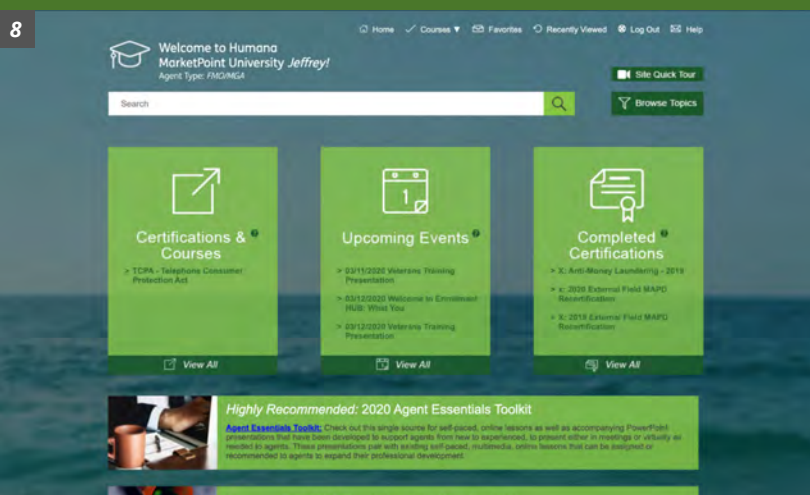 8
Home Courses ▼ Favorites Recently Viewed Log Out Help
Welcome to Humana
MarketPoint University Jeffrey!
Agent Type: FMO/MGA
Site Quick Tour
Search
Browse Topics
Certifications &
Courses
> TCPA - Telephone Consumer
Protection Act
View All
Upcoming Events
> 03/11/2020 Veterans Training
Presentation
> 03/12/2020 Welcome to Enrollment
HUB: What You
> 03/12/2020 Veterans Training
Presentation
View All
Completed
Certifications
> X: Anti-Money Laundering - 2019
> x: 2020 External Field MAPD
Recertification
> X: 2019 External Field MAPD
Recertification
View All
Highly Recommended: 2020 Agent Essentials Toolkit
Agent Essentials Toolkit: Check out this single source for self-paced, online lessons as well as accompanying PowerPoint
presentations that have been developed to support agents from new to experienced, to present either in meetings or virtually as
needed to agents. These presentations pair with existing self-paced, multimedia, online lessons that can be assigned or
recommended to agents to expand their professional development.